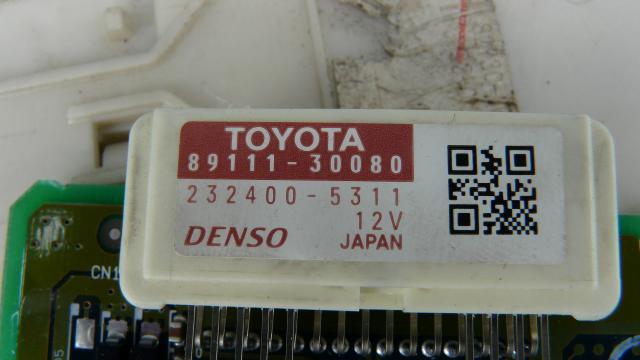 TOYOTA
89111-30080
232400-5311
12V
DENSO JAPAN
CN1